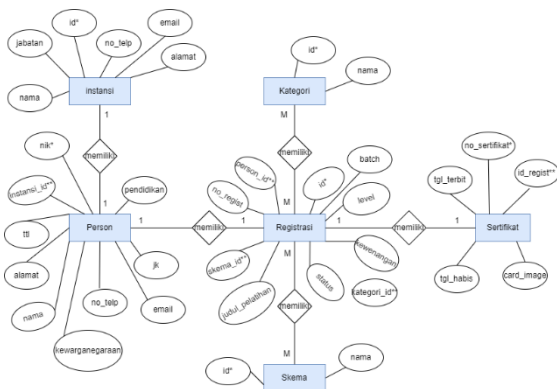 id*
email
jabatan
no_telp
alamat
nama
instansi
1
memiliki
1
id*
nama
Kategori
M
memiliki
M
nik*
instansi_id**
pendidikan
ttl
Person
alamat
jk
nama
no_telp
email
kewarganegaraan
1
memiliki
1
person_id**
id*
batch
no_regist
level
Registrasi
skema_id**
kewenangan
judul_pelatihan
status
kategori_id**
1
memiliki
1
no_sertifikat*
tgl_terbit
id_regist**
Sertifikat
tgl_habis
card_image
M
memiliki
M
id*
nama
Skema